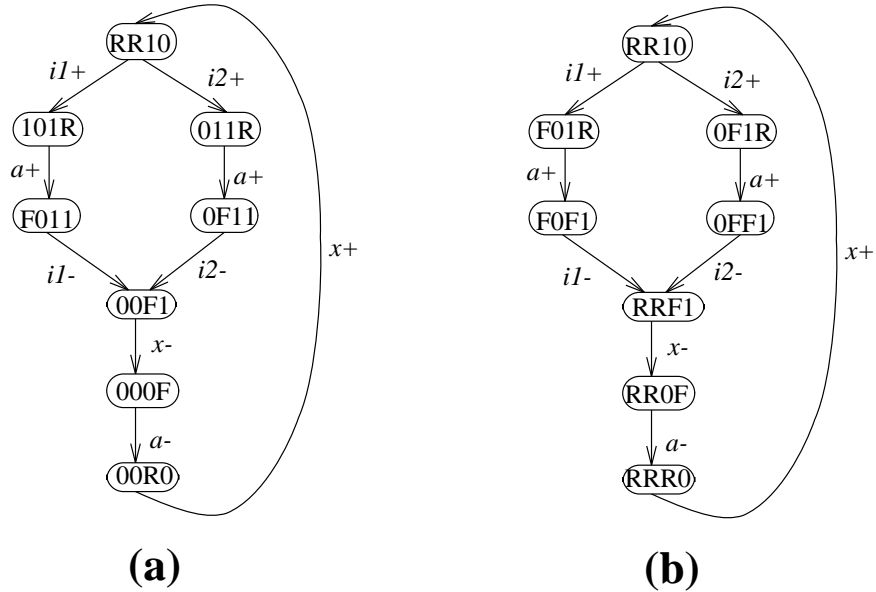 RR10
i1+
i2+
101R
011R
a+
a+
F011
0F11
i1-
i2-
00F1
x-
000F
a-
00R0
x+
(a)
RR10
i1+
i2+
F01R
0F1R
a+
a+
F0F1
0FF1
i1-
i2-
RRF1
x-
RR0F
a-
RRR0
x+
(b)